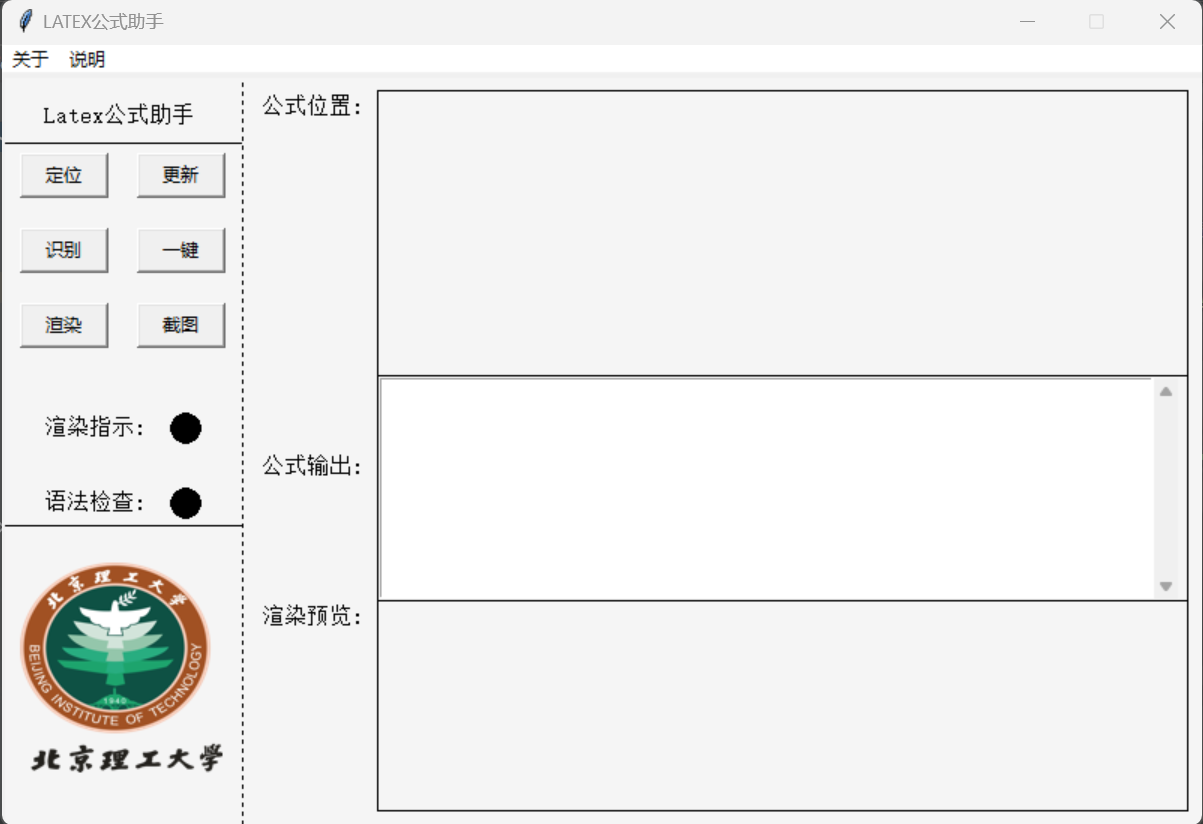 LATEX公式助手
关于 说明
Latex公式助手
定位 更新
识别 一键
渲染 截图
渲染指示：
语法检查：
北京理工大学
BEIJING INSTITUTE OF TECHNOLOGY
1940
北京理工大学
公式位置：
公式输出：
渲染预览：